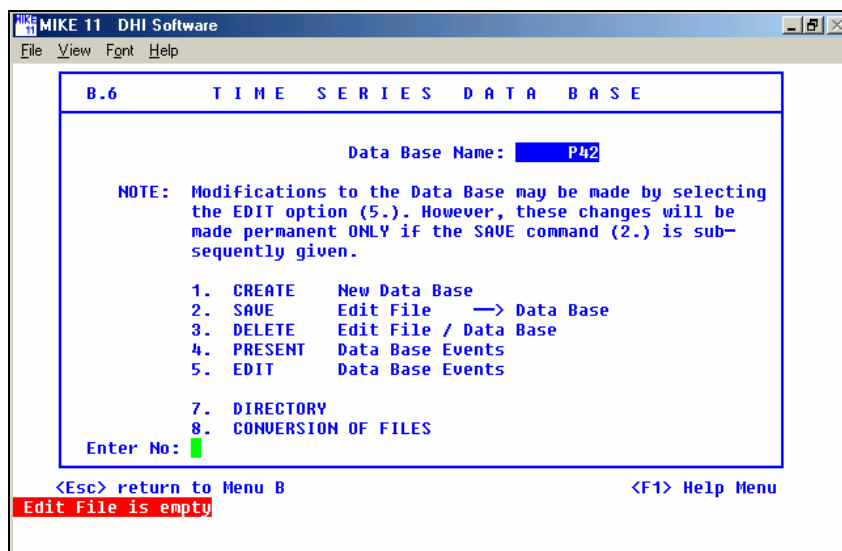 MIKE 11 MIKE 11 DHI Software
File View Font Help
B.6 T I M E S E R I E S D A T A B A S E
Data Base Name: P42
NOTE: Modifications to the Data Base may be made by selecting
the EDIT option (5.). However, these changes will be
made permanent ONLY if the SAVE command (2.) is sub-
sequently given.
1. CREATE New Data Base
2. SAVE Edit File —> Data Base
3. DELETE Edit File / Data Base
4. PRESENT Data Base Events
5. EDIT Data Base Events
7. DIRECTORY
8. CONVERSION OF FILES
Enter No:
<Esc> return to Menu B <F1> Help Menu
Edit File is empty